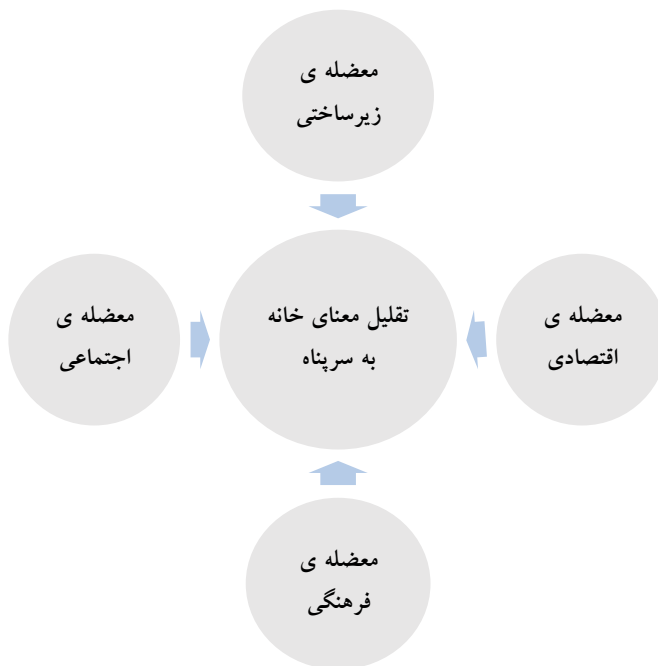 معضله ی
زیرساختی
معضله ی
اقتصادی
تقلیل معنای خانه
به سرپناه
معضله ی
اجتماعی
معضله ی
فرهنگی